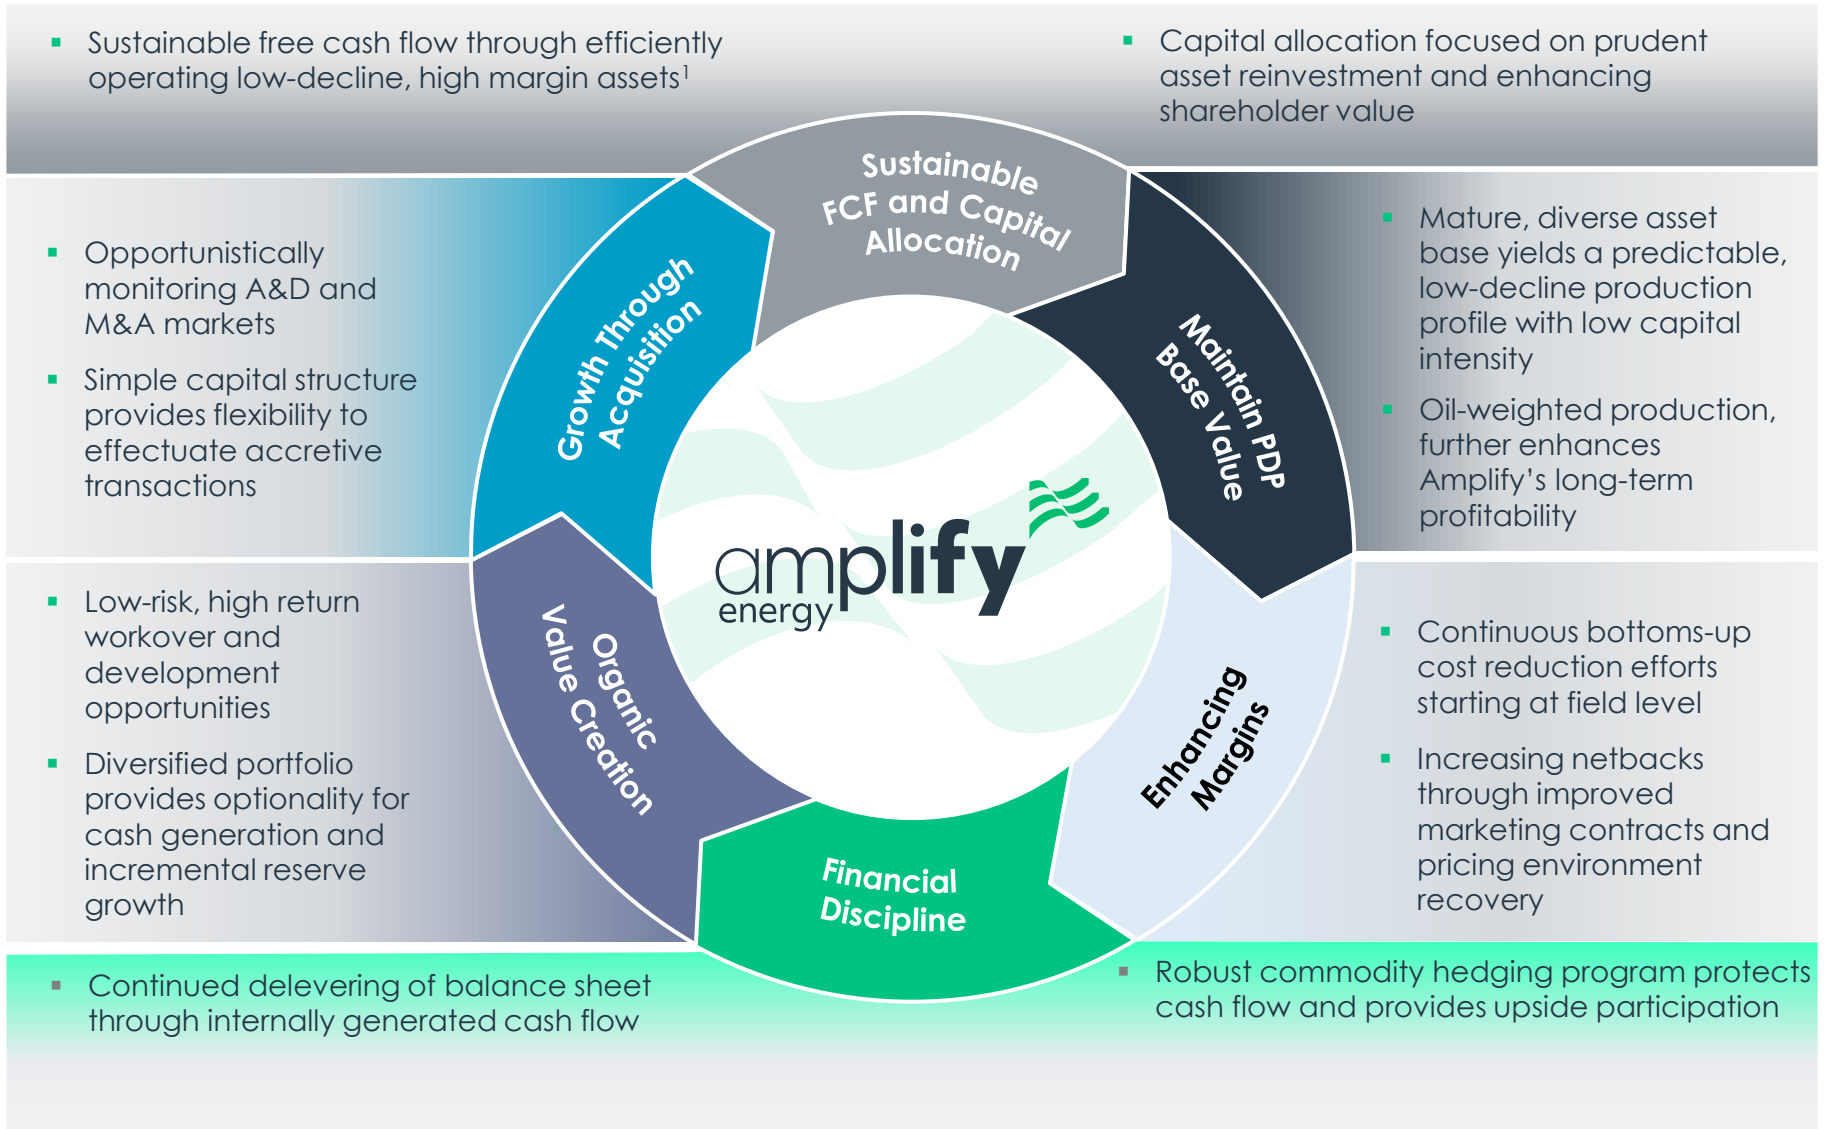 Sustainable free cash flow through efficiently
operating low-decline, high margin assets1
Capital allocation focused on prudent
asset reinvestment and enhancing
shareholder value
Sustainable
FCF and Capital
Allocation
Opportunistically
monitoring A&D and
M&A markets
Simple capital structure
provides flexibility to
effectuate accretive
transactions
Growth Through
Acquisition
Maintain PDP
Base Value
Mature, diverse asset
base yields a predictable,
low-decline production
profile with low capital
intensity
Oil-weighted production,
further enhances
Amplify’s long-term
profitability
amplify
energy
Low-risk, high return
workover and
development
opportunities
Diversified portfolio
provides optionality for
cash generation and
incremental reserve
growth
Organic
Value Creation
Enhancing
Margins
Continuous bottoms-up
cost reduction efforts
starting at field level
Increasing netbacks
through improved
marketing contracts and
pricing environment
recovery
Financial
Discipline
Continued delevering of balance sheet
through internally generated cash flow
Robust commodity hedging program protects
cash flow and provides upside participation